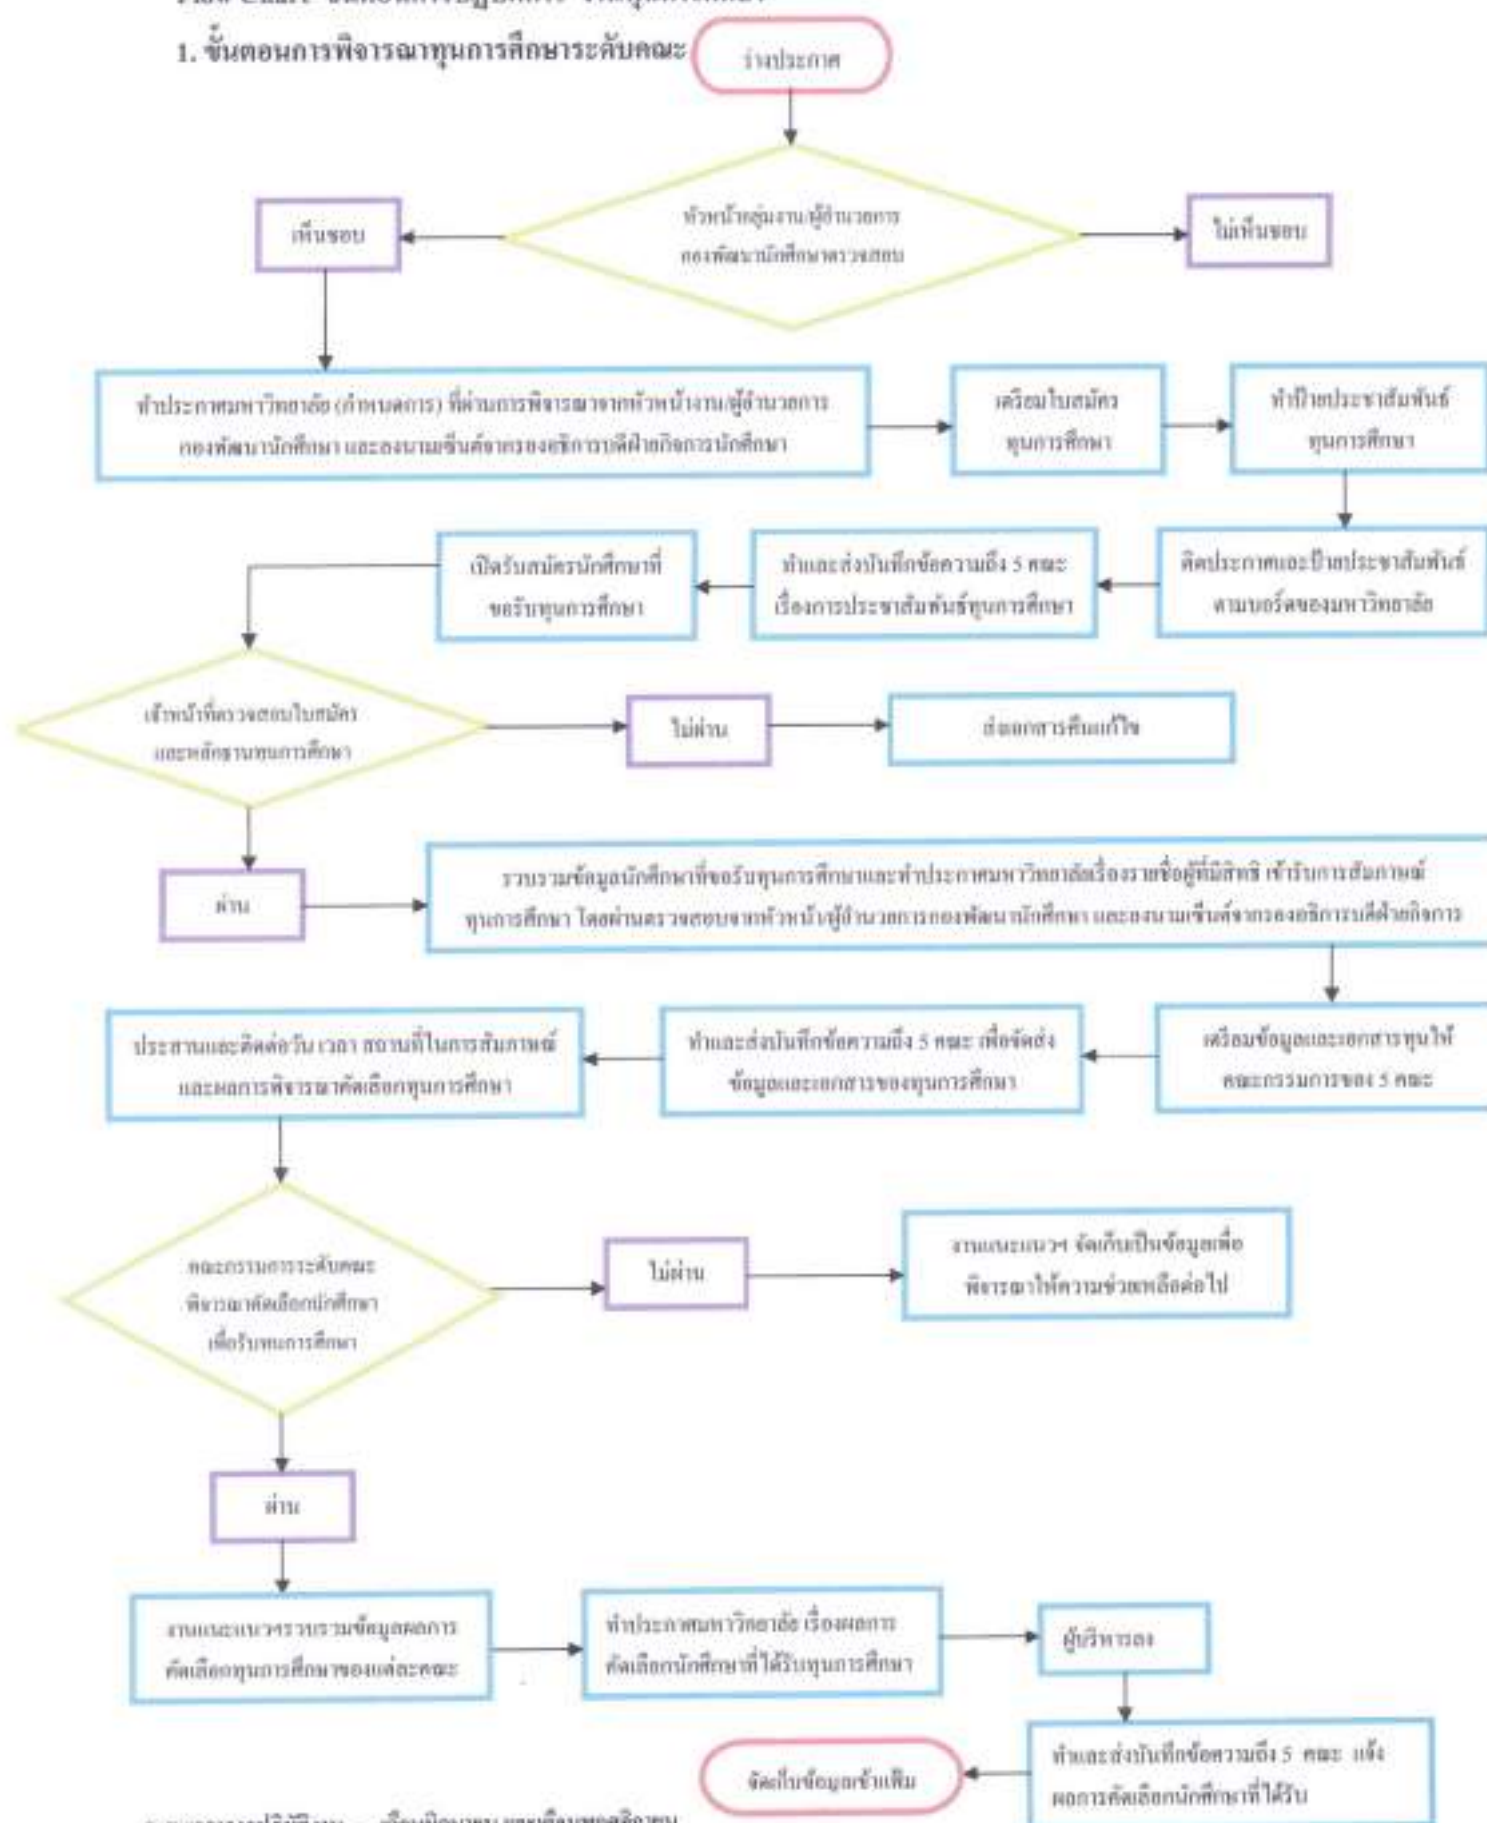 1. ขั้นตอนการพิจารณาทุนการศึกษาระดับคณะ
ร่างประกาศ
หัวหน้ากลุ่มงาน/ผู้อำนวยการ
กองพัฒนานักศึกษาตรวจสอบ
เห็นชอบ
ไม่เห็นชอบ
ทำประกาศมหาวิทยาลัย (กำหนดการ) ที่ผ่านการพิจารณาจากหัวหน้างาน/ผู้อำนวยการ
กองพัฒนานักศึกษา และลงนามเซ็นต์จากรองอธิการบดีฝ่ายกิจการนักศึกษา
เตรียมใบสมัคร
ทุนการศึกษา
ทำป้ายประชาสัมพันธ์
ทุนการศึกษา
เปิดรับสมัครนักศึกษาที่
ขอรับทุนการศึกษา
ทำและส่งบันทึกข้อความถึง 5 คณะ
เรื่องการประชาสัมพันธ์ทุนการศึกษา
ติดประกาศและป้ายประชาสัมพันธ์
ตามบอร์ดของมหาวิทยาลัย
เจ้าหน้าที่ตรวจสอบใบสมัคร
และหลักฐานทุนการศึกษา
ไม่ผ่าน
ส่งเอกสารคืนแก้ไข
ผ่าน
รวบรวมข้อมูลนักศึกษาที่ขอรับทุนการศึกษาและทำประกาศมหาวิทยาลัยเรื่องรายชื่อผู้ที่มีสิทธิ เข้ารับการสัมภาษณ์
ทุนการศึกษา โดยผ่านตรวจสอบจากหัวหน้า/ผู้อำนวยการกองพัฒนานักศึกษา และลงนามเซ็นต์จากรองอธิการบดีฝ่ายกิจการ
ประสานและติดต่อวัน เวลา สถานที่ในการสัมภาษณ์
และผลการพิจารณาคัดเลือกทุนการศึกษา
ทำและส่งบันทึกข้อความถึง 5 คณะ เพื่อจัดส่ง
ข้อมูลและเอกสารของทุนการศึกษา
เตรียมข้อมูลและเอกสารทุนให้
คณะกรรมการของ 5 คณะ
คณะกรรมการระดับคณะ
พิจารณาคัดเลือกนักศึกษา
เพื่อรับทุนการศึกษา
ไม่ผ่าน
งานแนะแนวฯ จัดเก็บเป็นข้อมูลเพื่อ
พิจารณาให้ความช่วยเหลือต่อไป
ผ่าน
งานแนะแนวฯรวบรวมข้อมูลผลการ
คัดเลือกทุนการศึกษาของแต่ละคณะ
ทำประกาศมหาวิทยาลัย เรื่องผลการ
คัดเลือกนักศึกษาที่ได้รับทุนการศึกษา
ผู้บริหารลง
ทำและส่งบันทึกข้อความถึง 5 คณะ แจ้ง
ผลการคัดเลือกนักศึกษาที่ได้รับ
จัดเก็บข้อมูลเข้าแฟ้ม